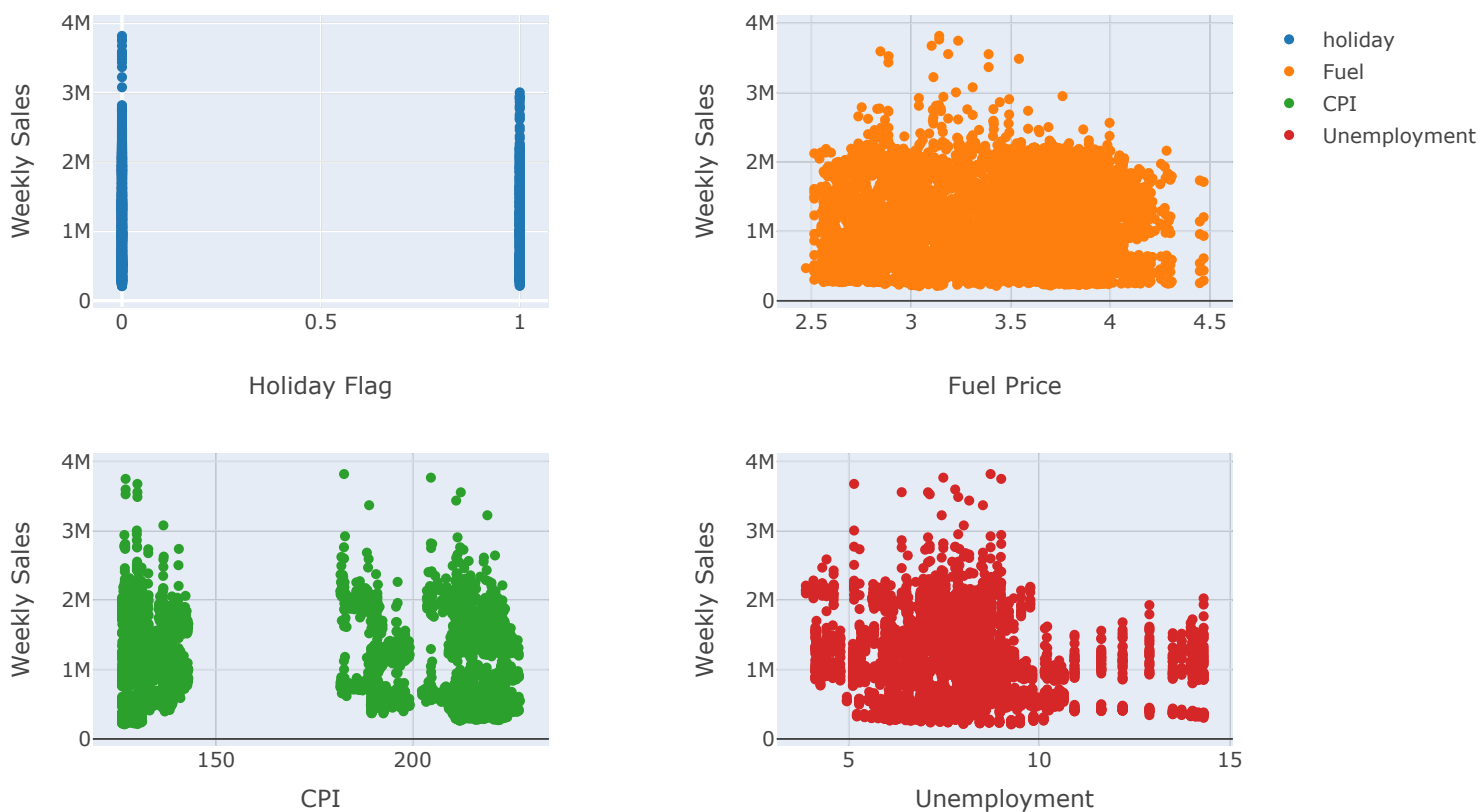 4M
3M
2M
1M
0
Weekly Sales
0
0.5
1
Holiday Flag
4M
3M
2M
1M
0
Weekly Sales
2.5
3
3.5
4
4.5
Fuel Price
holiday
Fuel
CPI
Unemployment
4M
3M
2M
1M
0
Weekly Sales
150
200
CPI
4M
3M
2M
1M
0
Weekly Sales
5
10
15
Unemployment